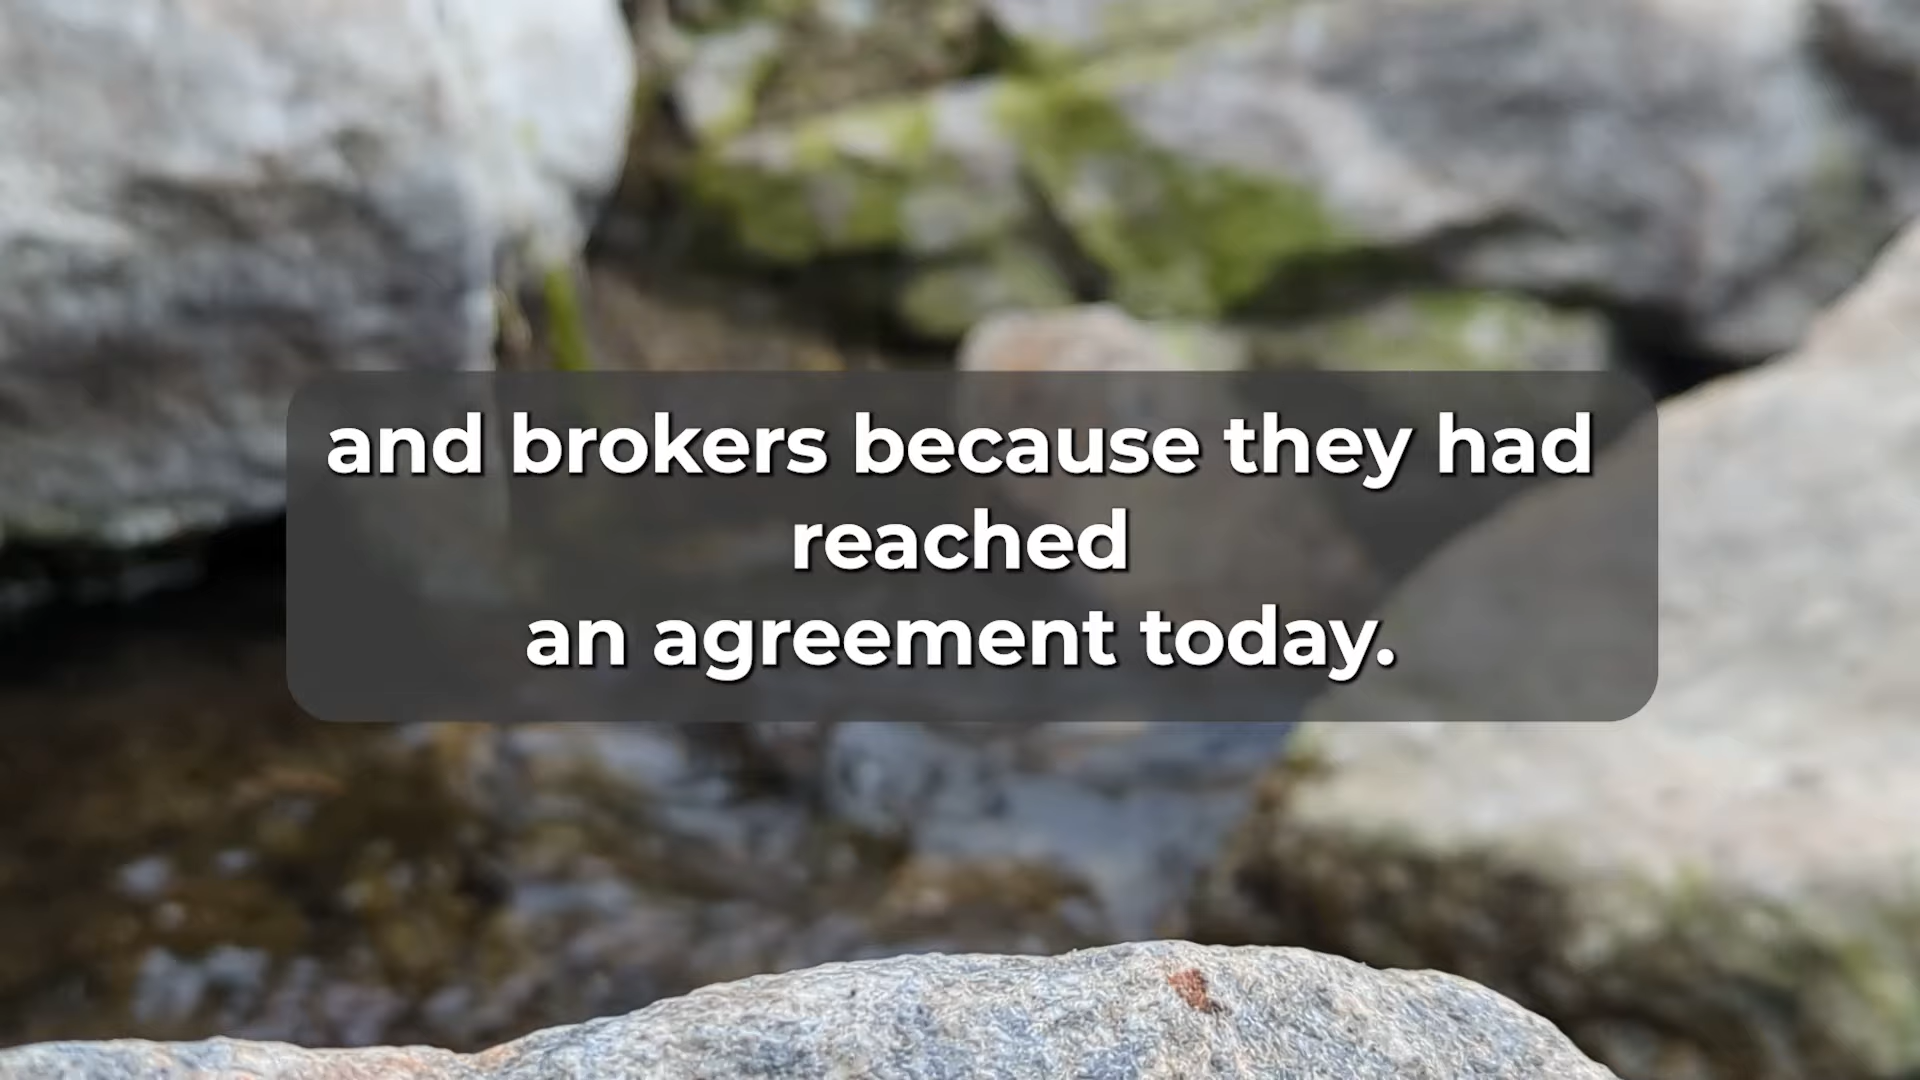 and brokers because they had
reached
an agreement today.